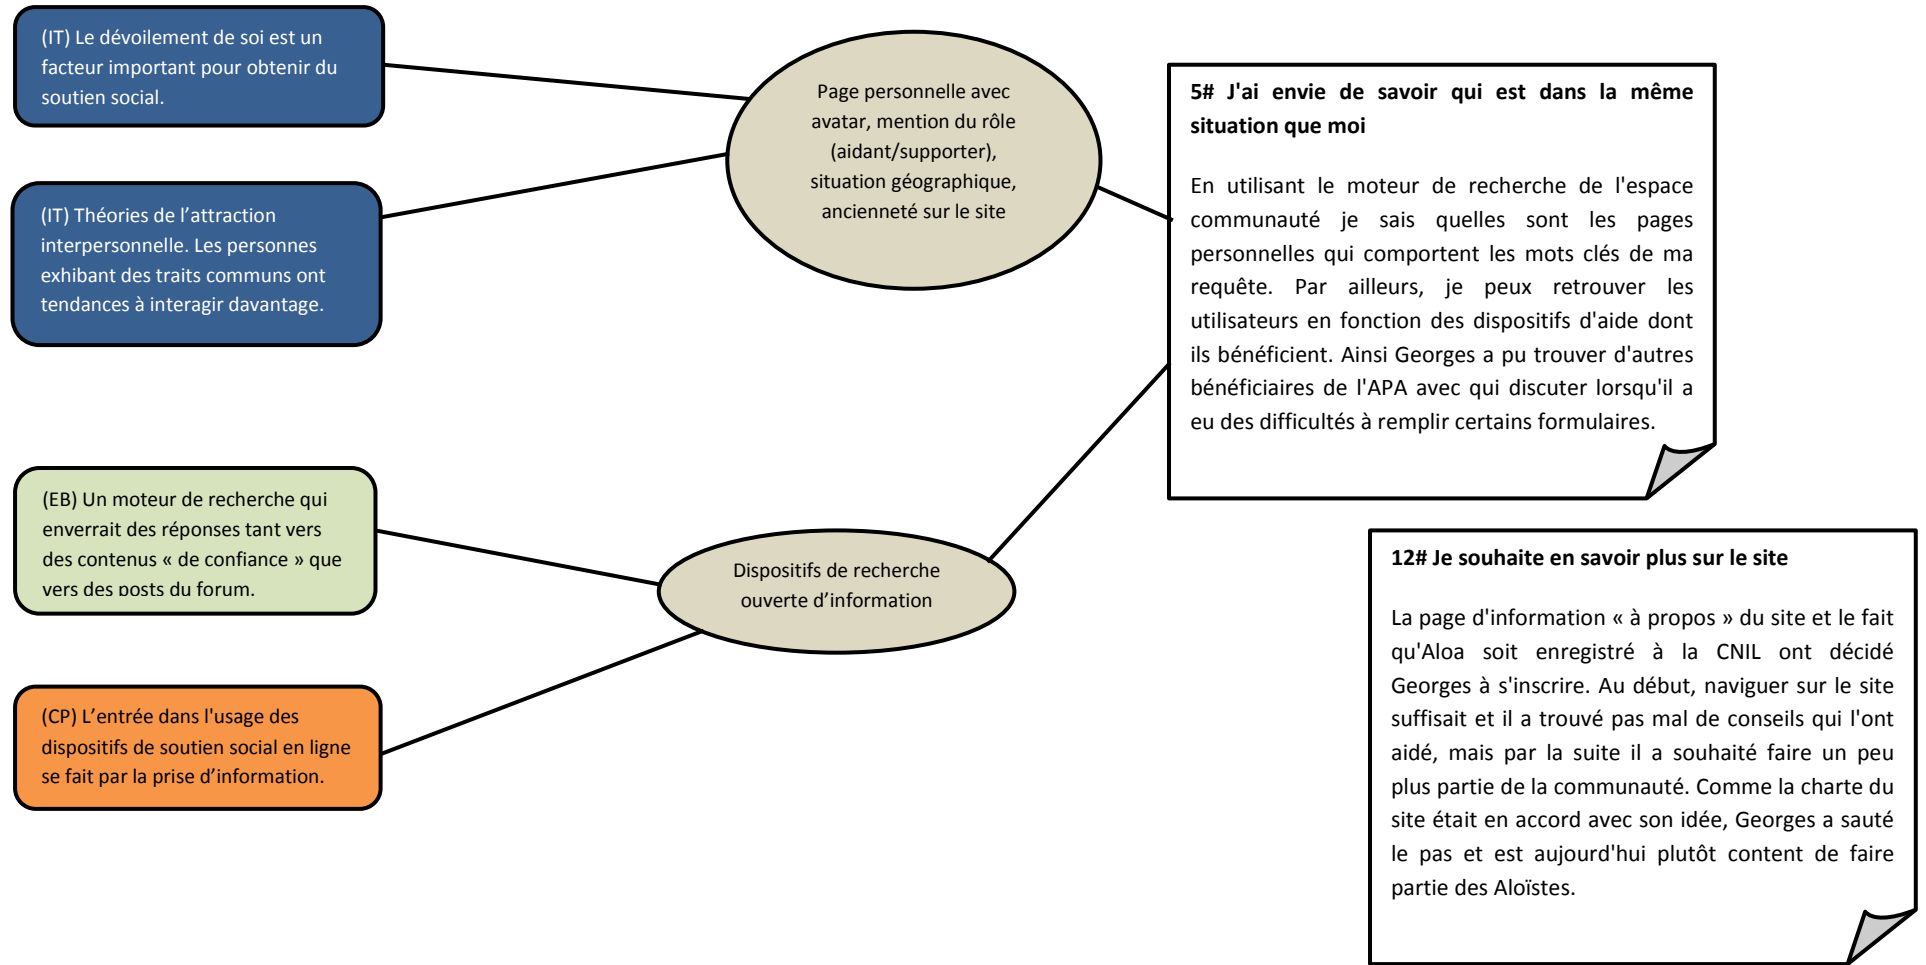 (IT) Le dévoilement de soi est un
facteur important pour obtenir du
soutien social.
(IT) Théories de l’attraction
interpersonnelle. Les personnes
exhibant des traits communs ont
tendances à interagir davantage.
(EB) Un moteur de recherche qui
enverrait des réponses tant vers
des contenus « de confiance » que
vers des posts du forum.
(CP) L’entrée dans l'usage des
dispositifs de soutien social en ligne
se fait par la prise d’information.
Page personnelle avec
avatar, mention du rôle
(aidant/supporter),
situation géographique,
ancienneté sur le site
Dispositifs de recherche
ouverte d’information
5# J'ai envie de savoir qui est dans la même
situation que moi
En utilisant le moteur de recherche de l'espace
communauté je sais quelles sont les pages
personnelles qui comportent les mots clés de ma
requête. Par ailleurs, je peux retrouver les
utilisateurs en fonction des dispositifs d'aide dont
ils bénéficient. Ainsi Georges a pu trouver d'autres
bénéficiaires de l'APA avec qui discuter lorsqu'il a
eu des difficultés à remplir certains formulaires.
12# Je souhaite en savoir plus sur le site
La page d'information « à propos » du site et le fait
qu'Aloa soit enregistré à la CNIL ont décidé
Georges à s'inscrire. Au début, naviguer sur le site
suffisait et il a trouvé pas mal de conseils qui l'ont
aidé, mais par la suite il a souhaité faire un peu
plus partie de la communauté. Comme la charte du
site était en accord avec son idée, Georges a sauté
le pas et est aujourd'hui plutôt content de faire
partie des Aloïstes.